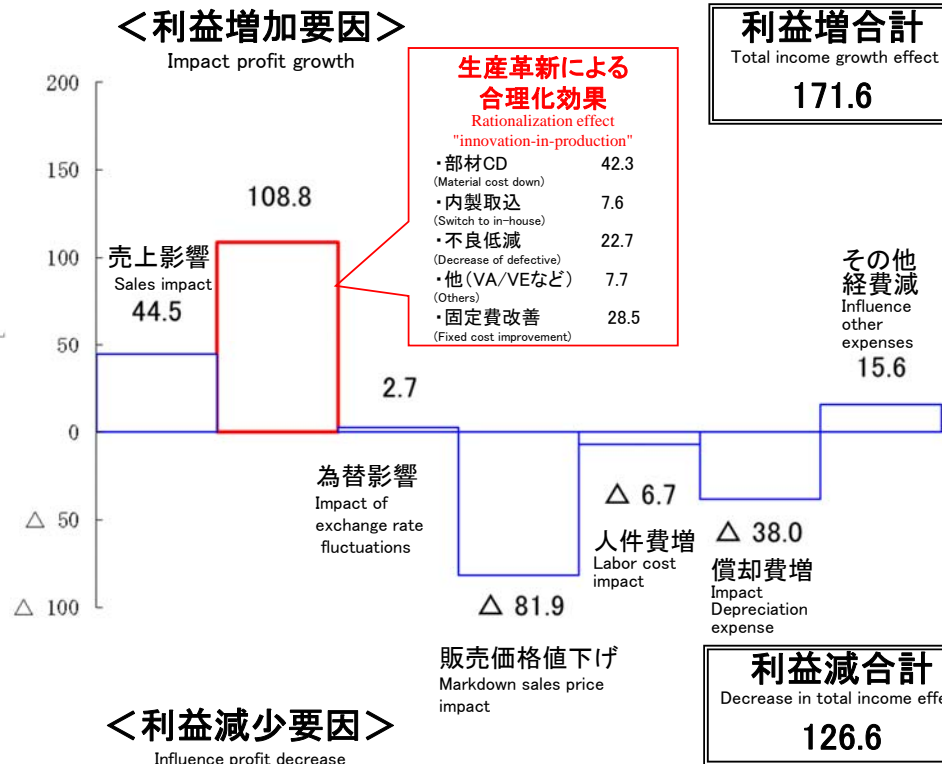 ＜利益増加要因＞
Impact profit growth
利益増合計
Total income growth effect
171.6
生産革新による
合理化効果
Rationalization effect
"innovation-in-production"
・部材CD 42.3
(Material cost down)
・内製取込 7.6
(Switch to in-house)
・不良低減 22.7
(Decrease of defective)
・他（VA/VEなど） 7.7
(Others)
・固定費改善 28.5
(Fixed cost improvement)
200
150
100
50
0
△ 50
△ 100
売上影響
Sales impact
44.5
108.8
2.7
為替影響
Impact of
exchange rate
fluctuations
△ 81.9
販売価格値下げ
Markdown sales price
impact
△ 6.7
人件費増
Labor cost
impact
△ 38.0
償却費増
Impact
Depreciation
expense
その他
経費減
Influence
other
expenses
15.6
利益減合計
Decrease in total income effe
126.6
＜利益減少要因＞
Influence profit decrease